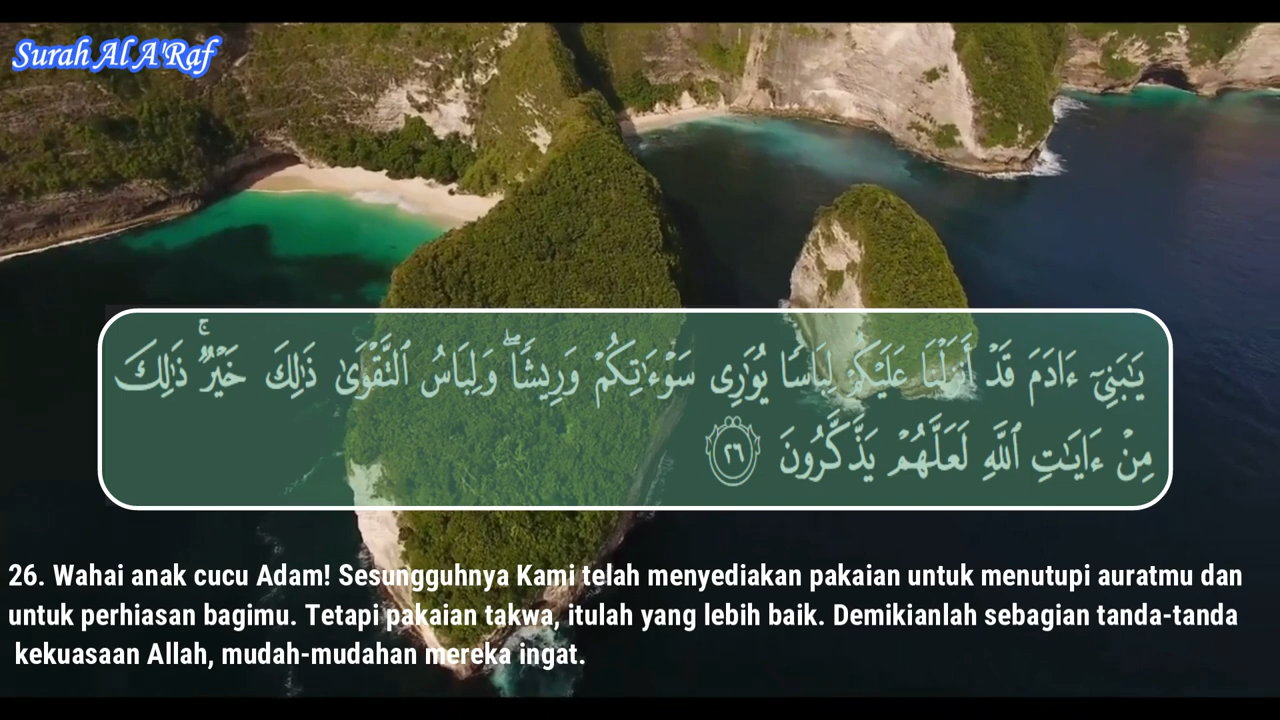 Surah Al A'Raf
يَـٰبَنِىٓ ءَادَمَ قَدْ أَنزَلْنَا عَلَيْكُمْ لِبَاسًا يُوَٰرِى سَوْءَٰتِكُمْ وَرِيشًا ۖ وَلِبَاسُ ٱلتَّقْوَىٰ ذَٰلِكَ خَيْرٌ ۚ ذَٰلِكَ
مِنْ ءَايَـٰتِ ٱللَّهِ لَعَلَّهُمْ يَذَّكَّرُونَ ٢٦
26. Wahai anak cucu Adam! Sesungguhnya Kami telah menyediakan pakaian untuk menutupi auratmu dan
untuk perhiasan bagimu. Tetapi pakaian takwa, itulah yang lebih baik. Demikianlah sebagian tanda-tanda
kekuasaan Allah, mudah-mudahan mereka ingat.